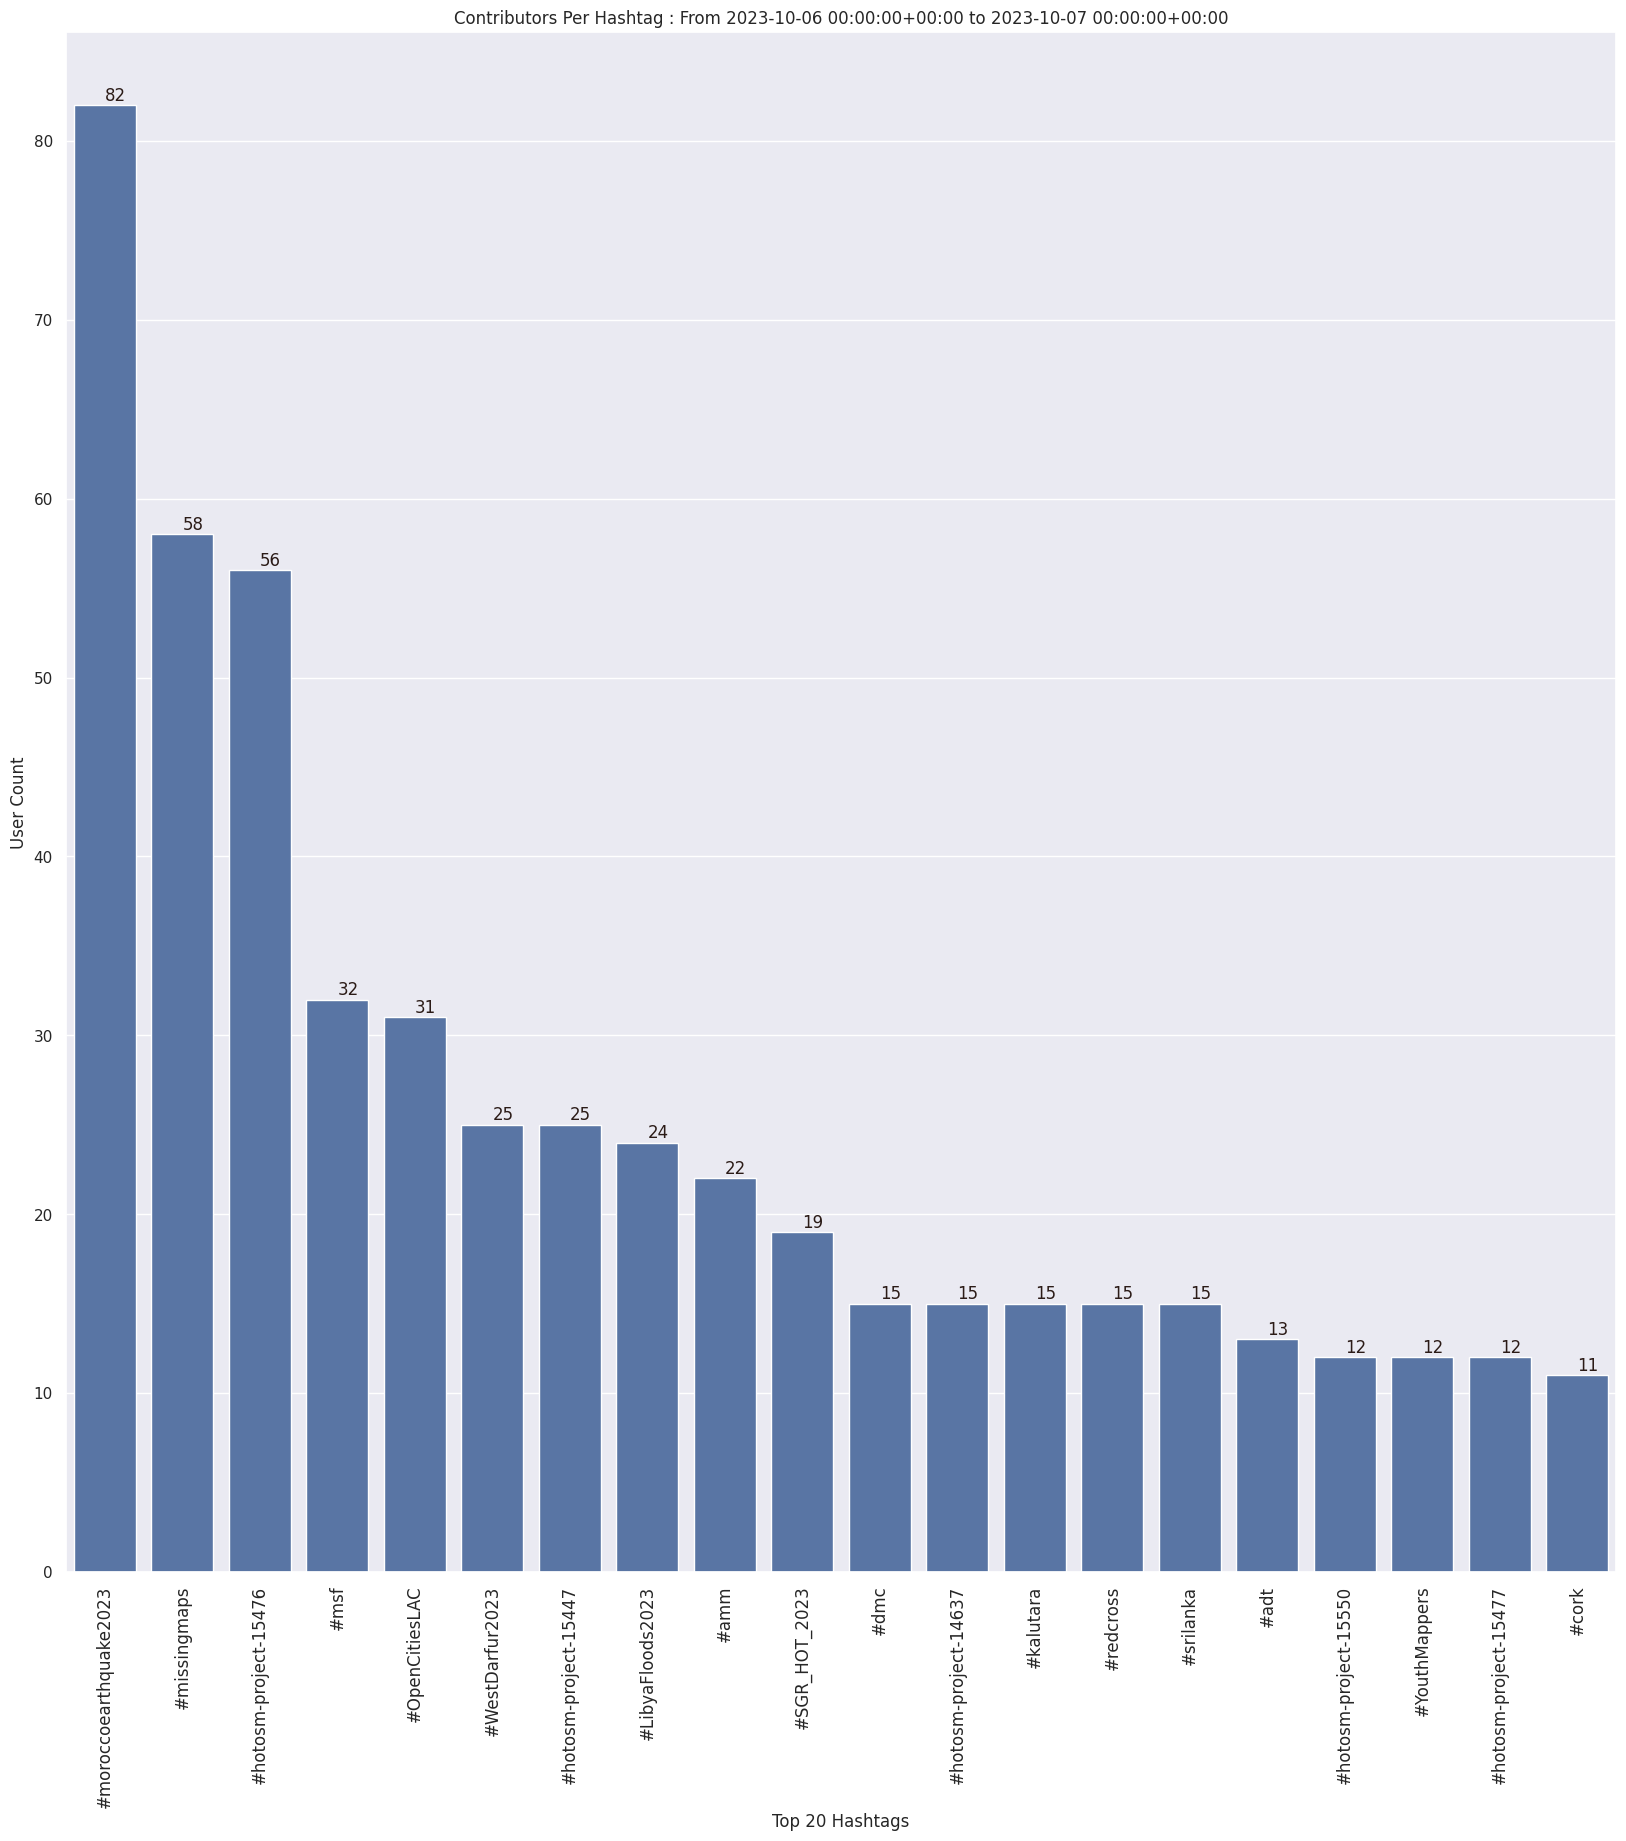 Contributors Per Hashtag : From 2023-10-06 00:00:00+00:00 to 2023-10-07 00:00:00+00:00
User Count
80
70
60
50
40
30
20
10
0
82
58
56
32
31
25
25
24
22
19
15
15
15
15
15
13
12
12
12
11
#moroccoearthquake2023
#missingmaps
#hotosm-project-15476
#msf
#OpenCitiesLAC
#WestDarfur2023
#hotosm-project-15447
#LibyaFloods2023
#amm
#SGR_HOT_2023
#dmc
#hotosm-project-14637
#kalutara
#redcross
#srilanka
#adt
#hotosm-project-15550
#YouthMappers
#hotosm-project-15477
#cork
Top 20 Hashtags